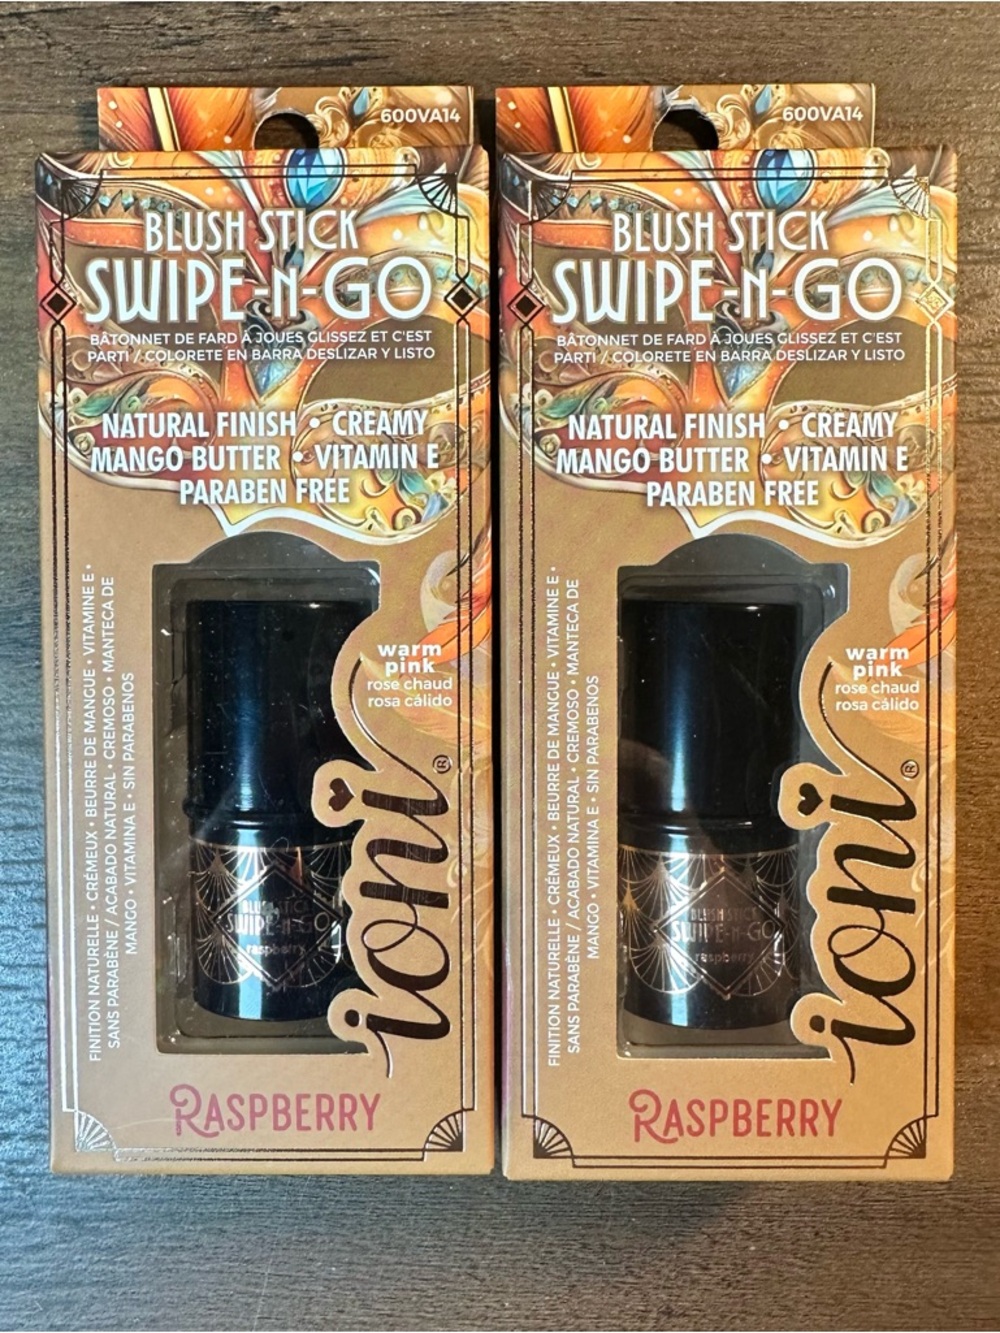 600VA14
BLUSH STICK
SWIPE-N-GO
BÂTONNET DE FARD À JOUES GLISSEZ ET C'EST
PARTI / COLORETE EN BARRA DESLIZAR Y LISTO
NATURAL FINISH • CREAMY
MANGO BUTTER • VITAMIN E
PARABEN FREE
FINITION NATURELLE • CRÉMEUX • BEURRE DE MANGUE • VITAMINE E •
SANS PARABÈNE / ACABADO NATURAL • CREMOSO • MANTECA DE
MANGO • VITAMINA E • SIN PARABENOS
warm
pink
rose chaud
rosa cálido
ioni®
BLUSH STICK
SWIPE-N-GO
raspberry
RASPBERRY
600VA14
BLUSH STICK
SWIPE-N-GO
BÂTONNET DE FARD À JOUES GLISSEZ ET C'EST
PARTI / COLORETE EN BARRA DESLIZAR Y LISTO
NATURAL FINISH • CREAMY
MANGO BUTTER • VITAMIN E
PARABEN FREE
FINITION NATURELLE • CRÉMEUX • BEURRE DE MANGUE • VITAMINE E •
SANS PARABÈNE / ACABADO NATURAL • CREMOSO • MANTECA DE
MANGO • VITAMINA E • SIN PARABENOS
warm
pink
rose chaud
rosa cálido
ioni®
BLUSH STICK
SWIPE-N-GO
raspberry
RASPBERRY